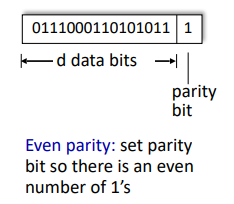 0111000110101011 1
d data bits
parity
bit
Even parity: set parity
bit so there is an even
number of 1’s